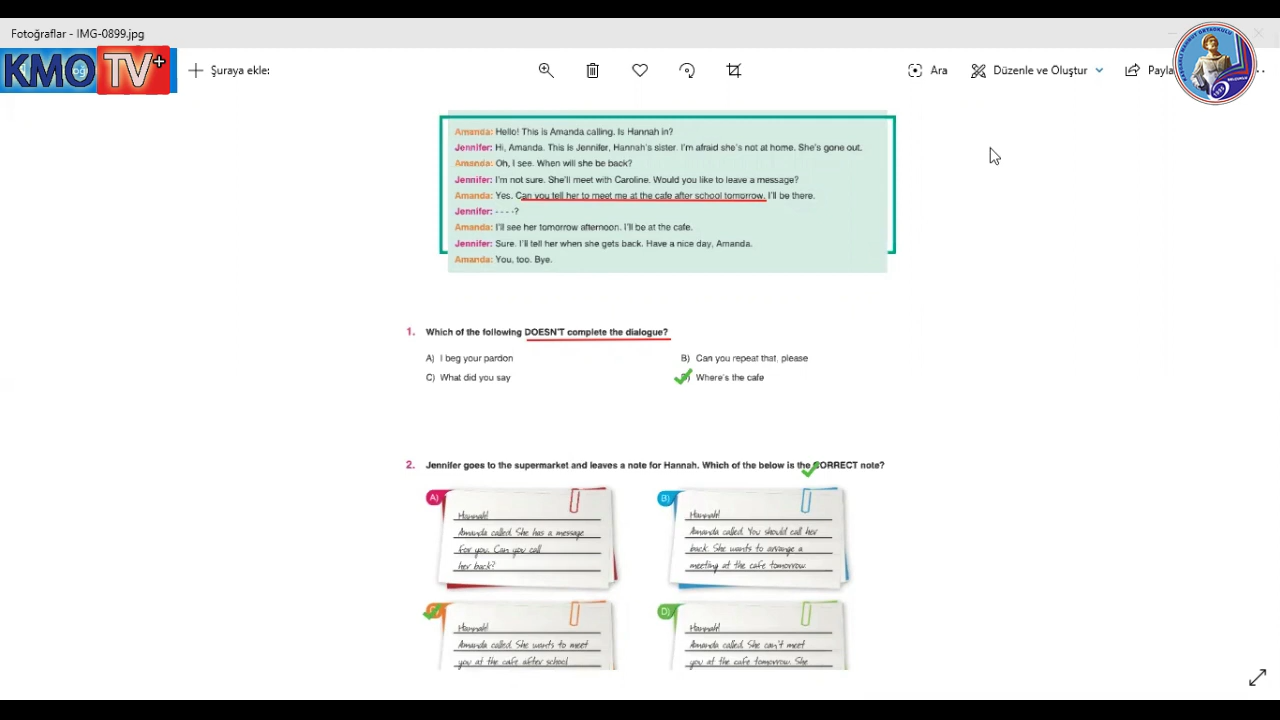 Fotoğraflar - IMG-0899.jpg
KMO TV+
Şuraya ekle:
Ara
Düzenle ve Oluştur
Payla
Amanda: Hello! This is Amanda calling. Is Hannah in?
Jennifer: Hi, Amanda. This is Jennifer, Hannah's sister. I'm afraid she's not at home. She's gone out.
Amanda: Oh, I see. When will she be back?
Jennifer: I'm not sure. She'll meet with Caroline. Would you like to leave a message?
Amanda: Yes. Can you tell her to meet me at the cafe after school tomorrow. I'll be there.
Jennifer: - - - -?
Amanda: I'll see her tomorrow afternoon. I'll be at the cafe.
Jennifer: Sure. I'll tell her when she gets back. Have a nice day, Amanda.
Amanda: You, too. Bye.
1. Which of the following DOESN'T complete the dialogue?
A) I beg your pardon
B) Can you repeat that, please
C) What did you say
D) Where's the cafe
2. Jennifer goes to the supermarket and leaves a note for Hannah. Which of the below is the CORRECT note?
A)
Hannah!
Amanda called. She has a message
for you. Can you call
her back?
B)
Hannah!
Amanda called. You should call her
back. She wants to arrange a
meeting at the cafe tomorrow.
Hannah!
Amanda called. She wants to meet
you at the cafe after school
D)
Hannah!
Amanda called. She can't meet
you at the cafe tomorrow. She